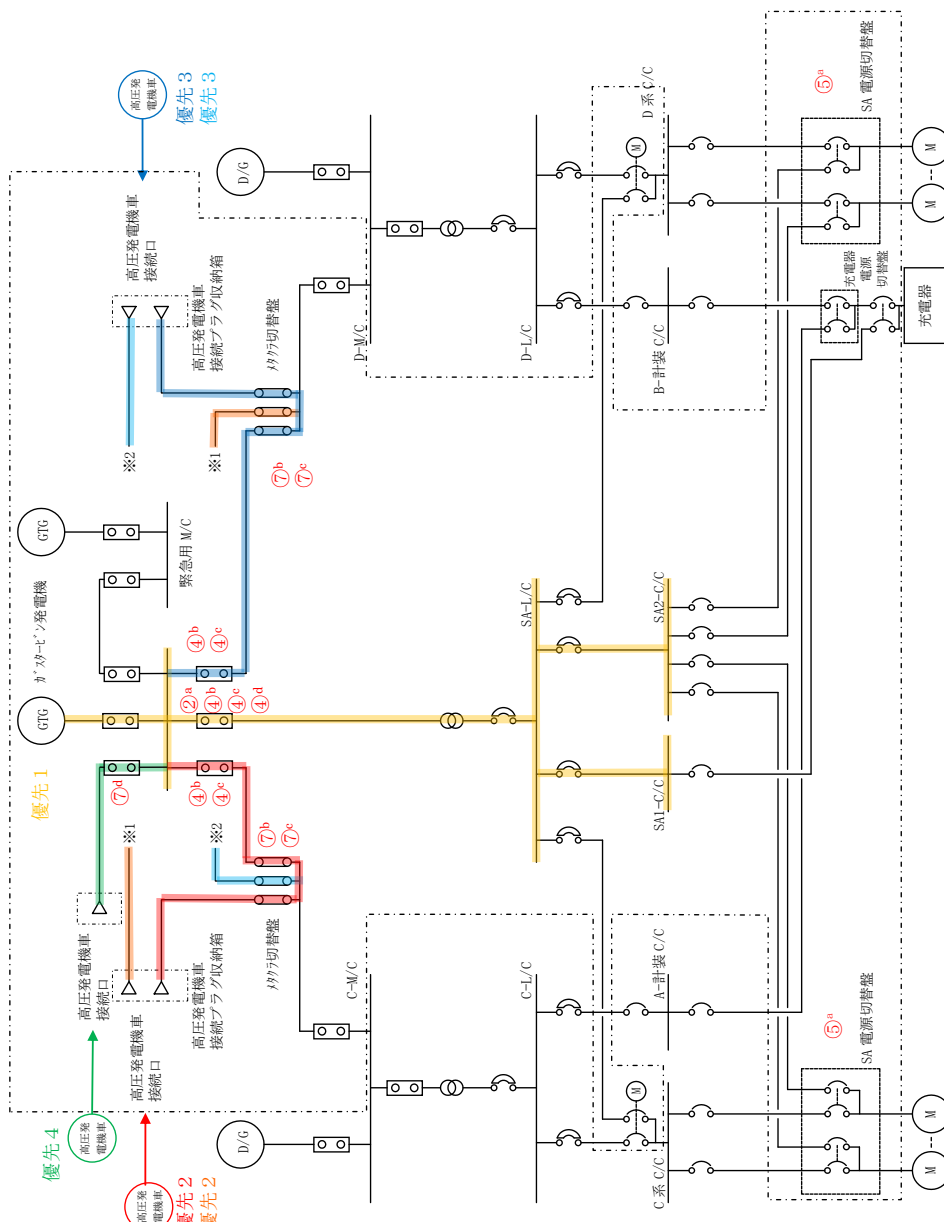 優先1
優先4
高圧発
電機車
優先2
優先2
高圧発
電機車
優先3
優先3
高圧発
電機車
GTG
ガスタービン発電機
GTG
緊急用 M/C
高圧発電機車
接続口
高圧発電機車
接続口
高圧発電機車
接続プラグ収納箱
ﾒﾀｸﾗ切替盤
※1
※2
⑦d
④b
④c
⑦b
⑦c
②a
④b
④c
④d
④b
④c
高圧発電機車
接続口
高圧発電機車
接続プラグ収納箱
ﾒﾀｸﾗ切替盤
※2
※1
⑦b
⑦c
D/G
C-M/C
D/G
D-M/C
C-L/C
SA-L/C
D-L/C
M
C系 C/C
A-計装 C/C
SA1-C/C
SA2-C/C
B-計装 C/C
M
D系 C/C
⑤a
SA 電源切替盤
M
M
充電器
電源
切替盤
充電器
⑤a
SA 電源切替盤
M
M